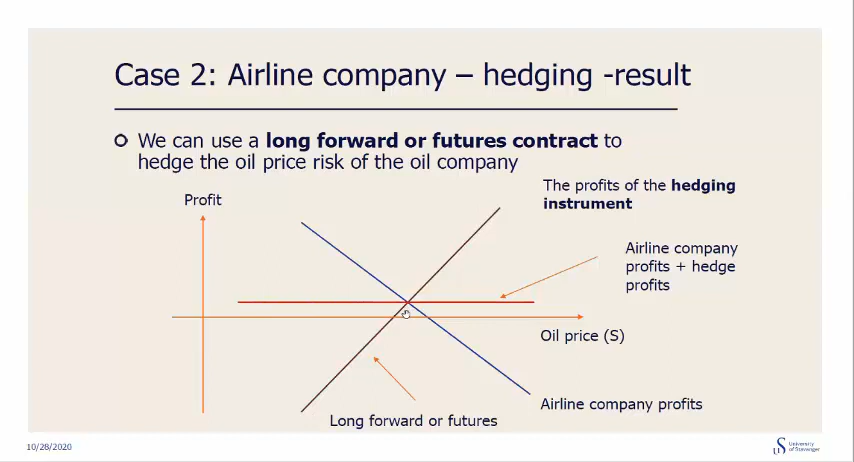 Case 2: Airline company – hedging -result
We can use a long forward or futures contract to
hedge the oil price risk of the oil company
The profits of the hedging
instrument
Profit
Airline company
profits + hedge
profits
Oil price (S)
Airline company profits
Long forward or futures
10/28/2020
University
of Stavanger